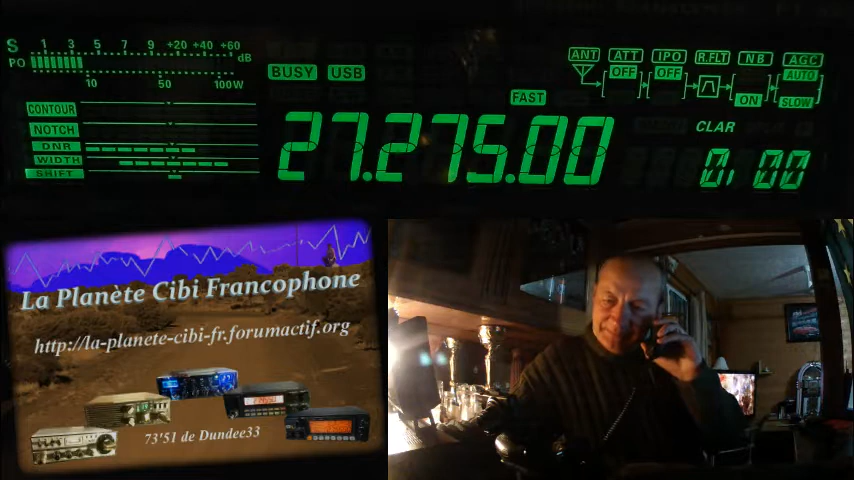 S 1 3 5 7 9 +20 +40 +60 dB
PO 10 50 100W
BUSY USB
FAST
ANT ATT IPO R.FLT NB AGC
OFF OFF AUTO
ON SLOW
CONTOUR
NOTCH
DNR
WIDTH
SHIFT
27.275.00
CLAR
0.00
La Planète Cibi Francophone
http://la-planete-cibi-fr.forumactif.org
73'51 de Dundee33